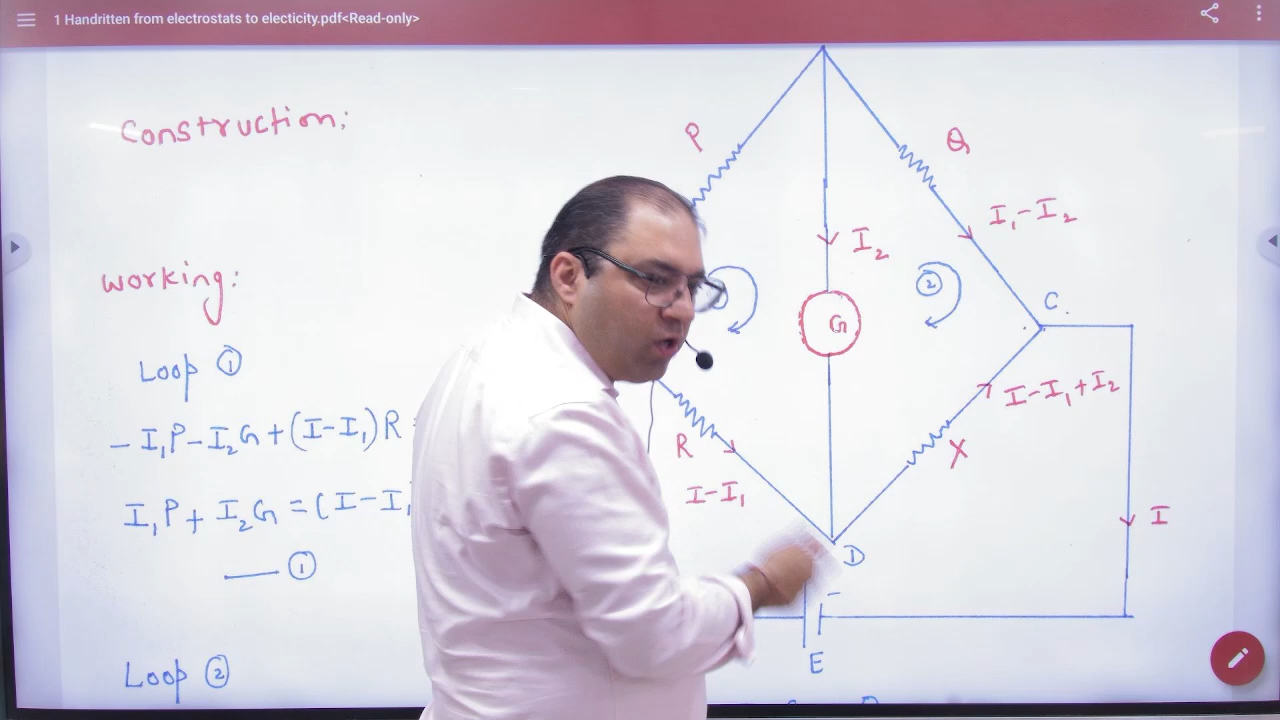 1 Handritten from electrostats to electicity.pdf<Read-only>
Construction:
P
Q
I₁-I₂
I₂
working:
2
C.
G
Loop ①
I-I₁+I₂
-I₁P-I₂G+(I-I₁)R
R
X
I-I₁
I₁P+I₂G=(I-I₁
I
— ①
D
-
E
Loop ②